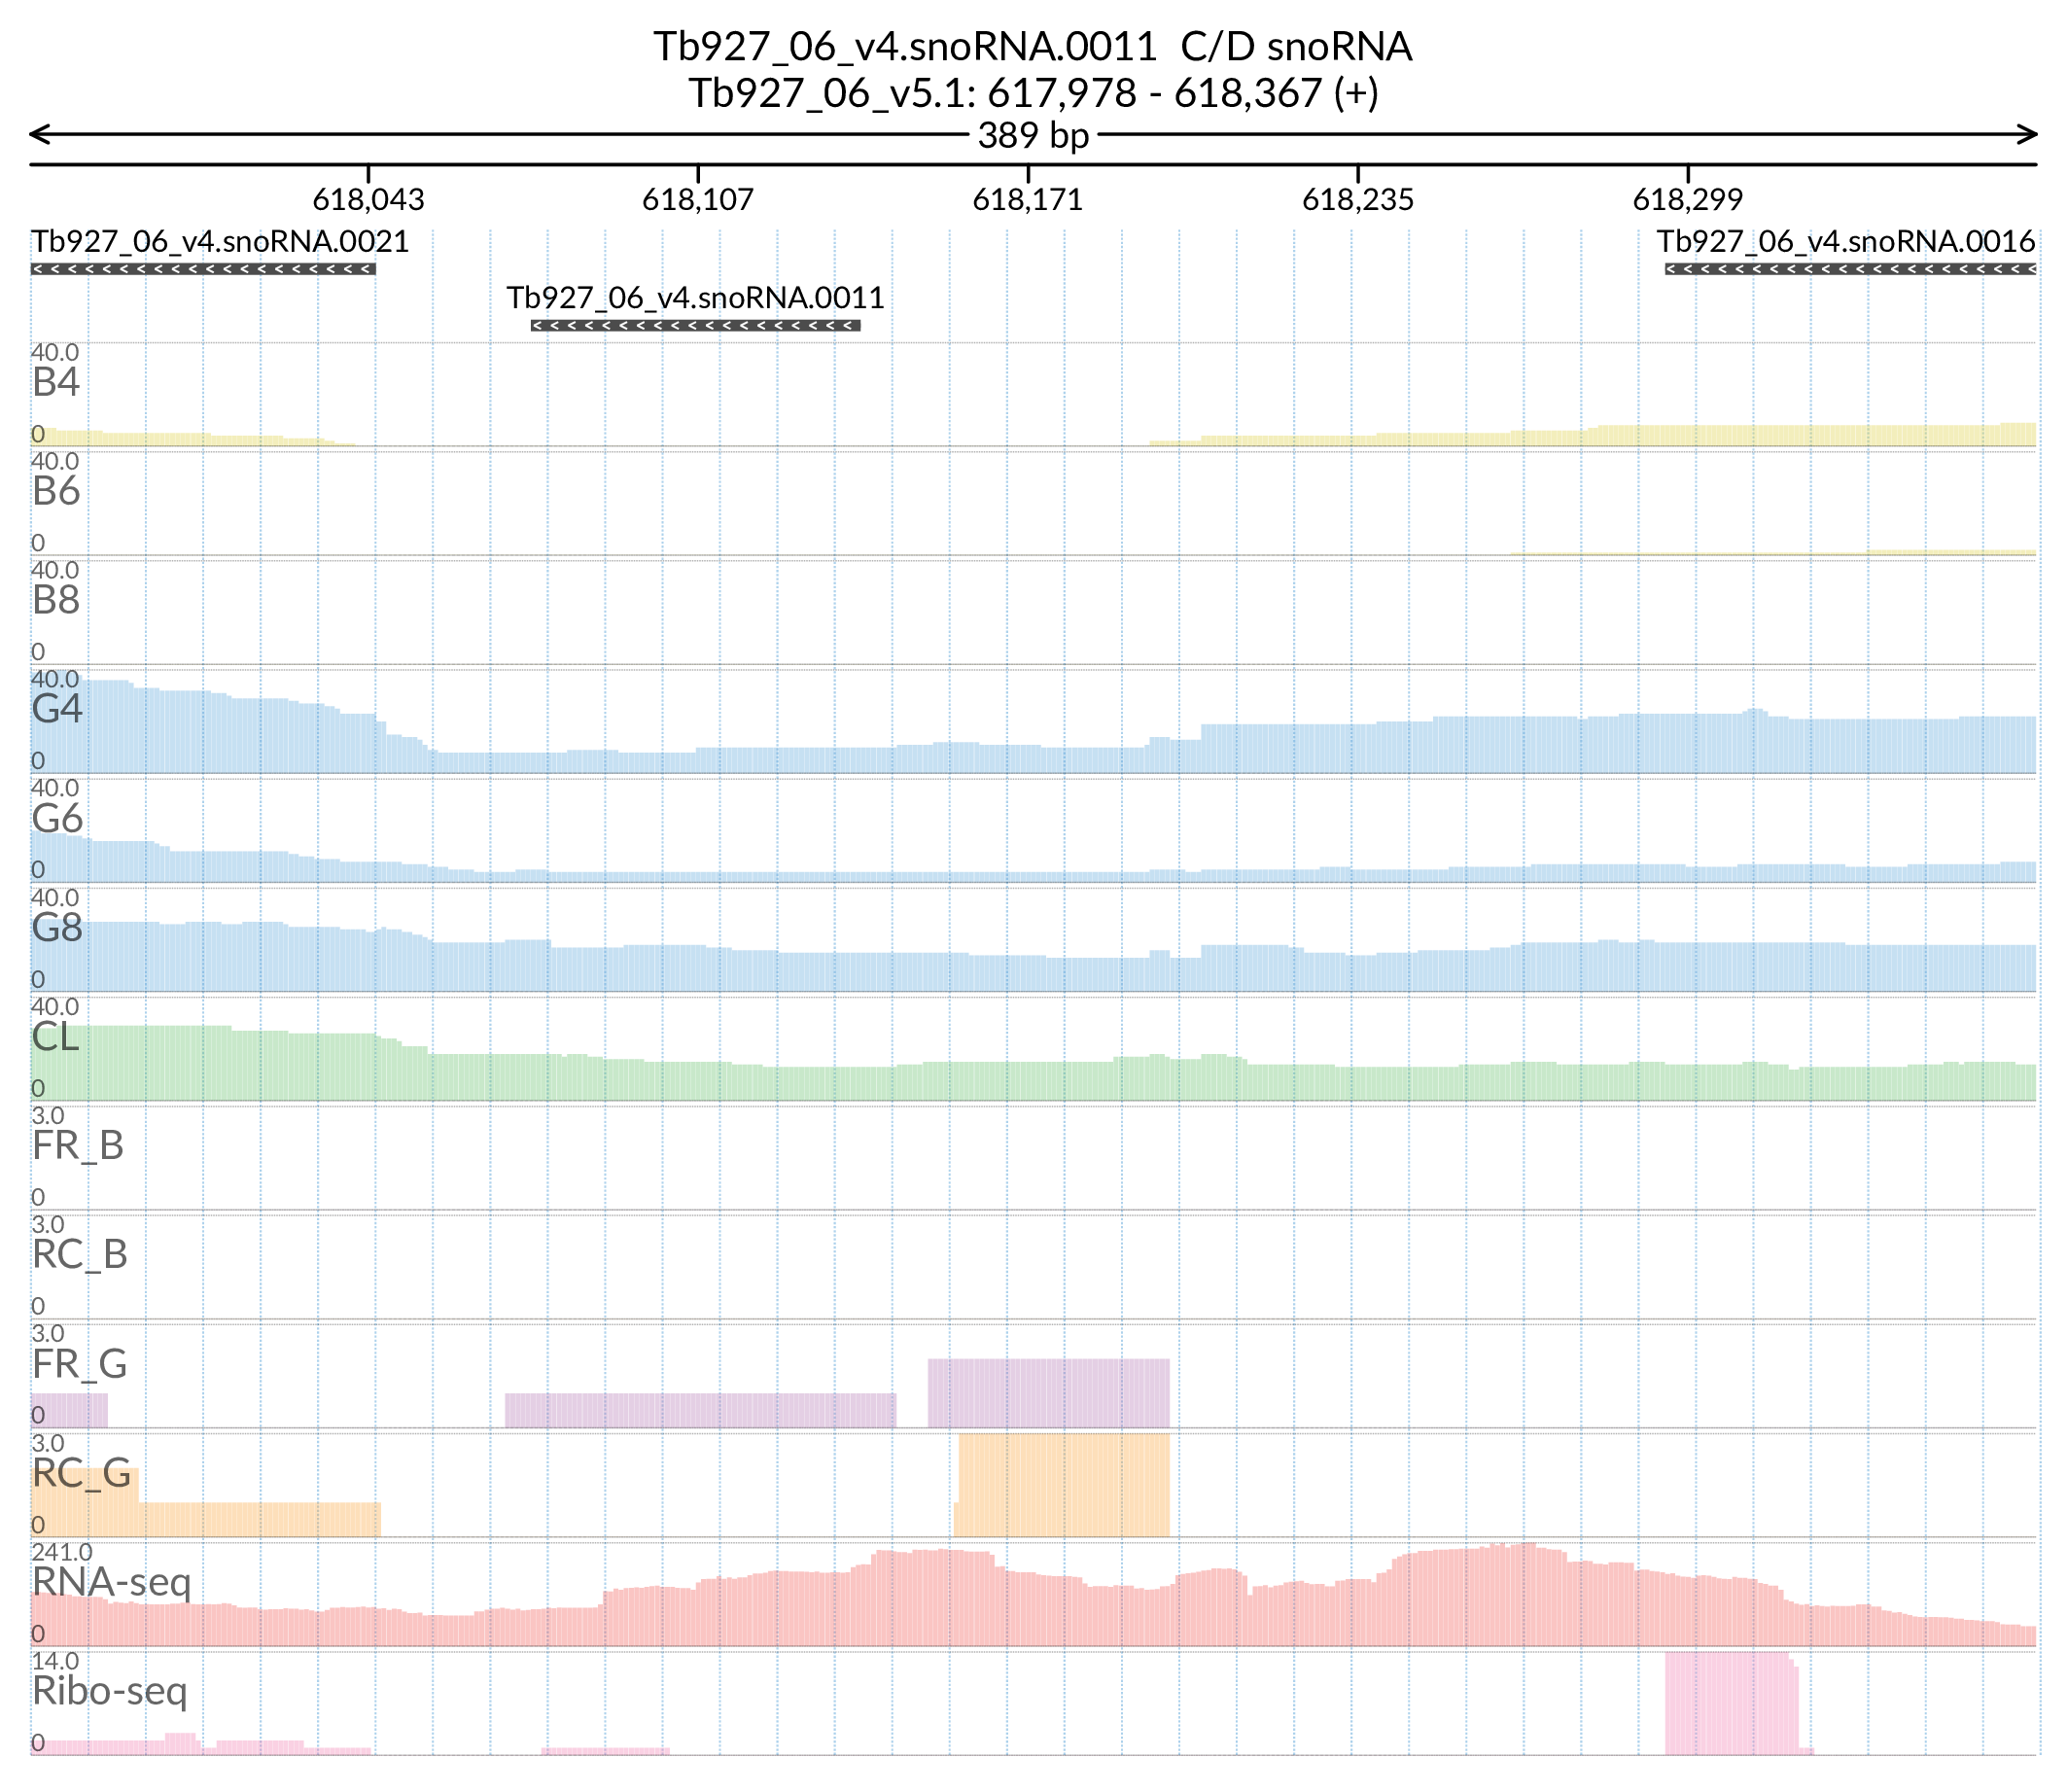 Tb927_06_v4.snoRNA.0011 C/D snoRNA
Tb927_06_v5.1: 617,978 - 618,367 (+)
389 bp
618,043 618,107 618,171 618,235 618,299
Tb927_06_v4.snoRNA.0021 Tb927_06_v4.snoRNA.0016
Tb927_06_v4.snoRNA.0011
40.0
B4
0
40.0
B6
0
40.0
B8
0
40.0
G4
0
40.0
G6
0
40.0
G8
0
40.0
CL
0
3.0
FR_B
0
3.0
RC_B
0
3.0
FR_G
0
3.0
RC_G
0
241.0
RNA-seq
0
14.0
Ribo-seq
0